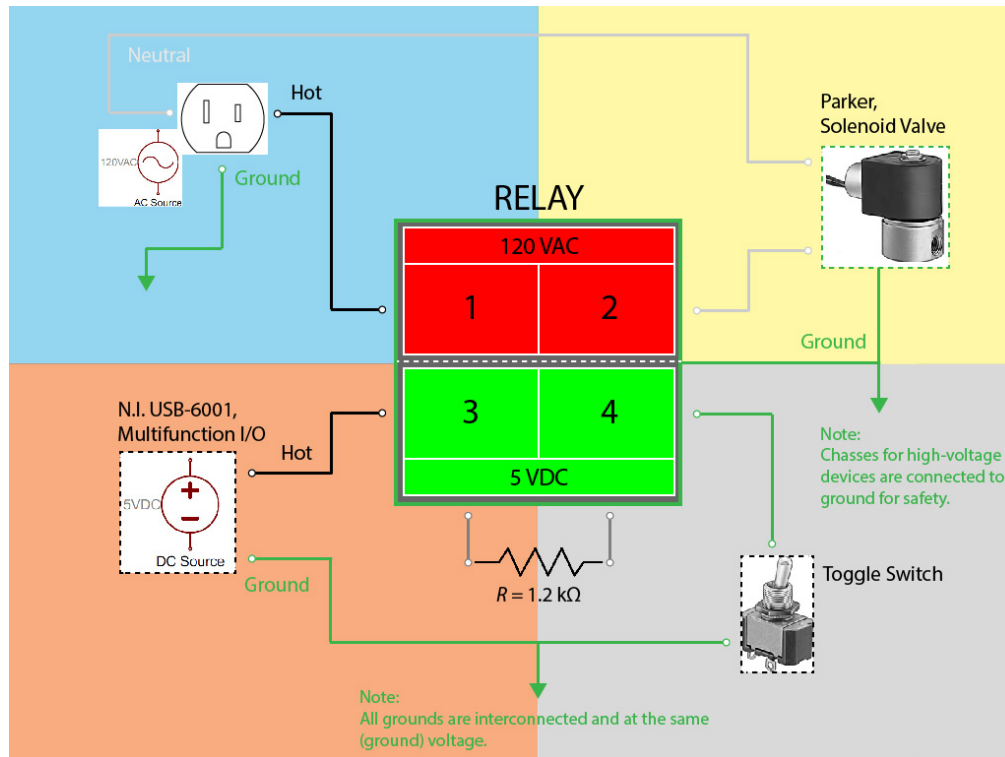 Neutral
Hot
120VAC
AC Source
Ground
Parker,
Solenoid Valve
RELAY
120 VAC
1
2
Ground
3
4
5 VDC
N.I. USB-6001,
Multifunction I/O
Hot
5VDC
DC Source
Ground
R = 1.2 kΩ
Note:
Chasses for high-voltage
devices are connected to
ground for safety.
Toggle Switch
Note:
All grounds are interconnected and at the same
(ground) voltage.